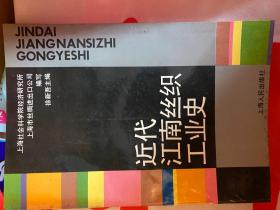 JINDAI
JIANGNANSIZHI
GONGYESHI
上海社会科学院经济研究所
上海市丝绸进出口公司
编写
徐新吾主编
近代
江南丝织
工业史
上海人民出版社